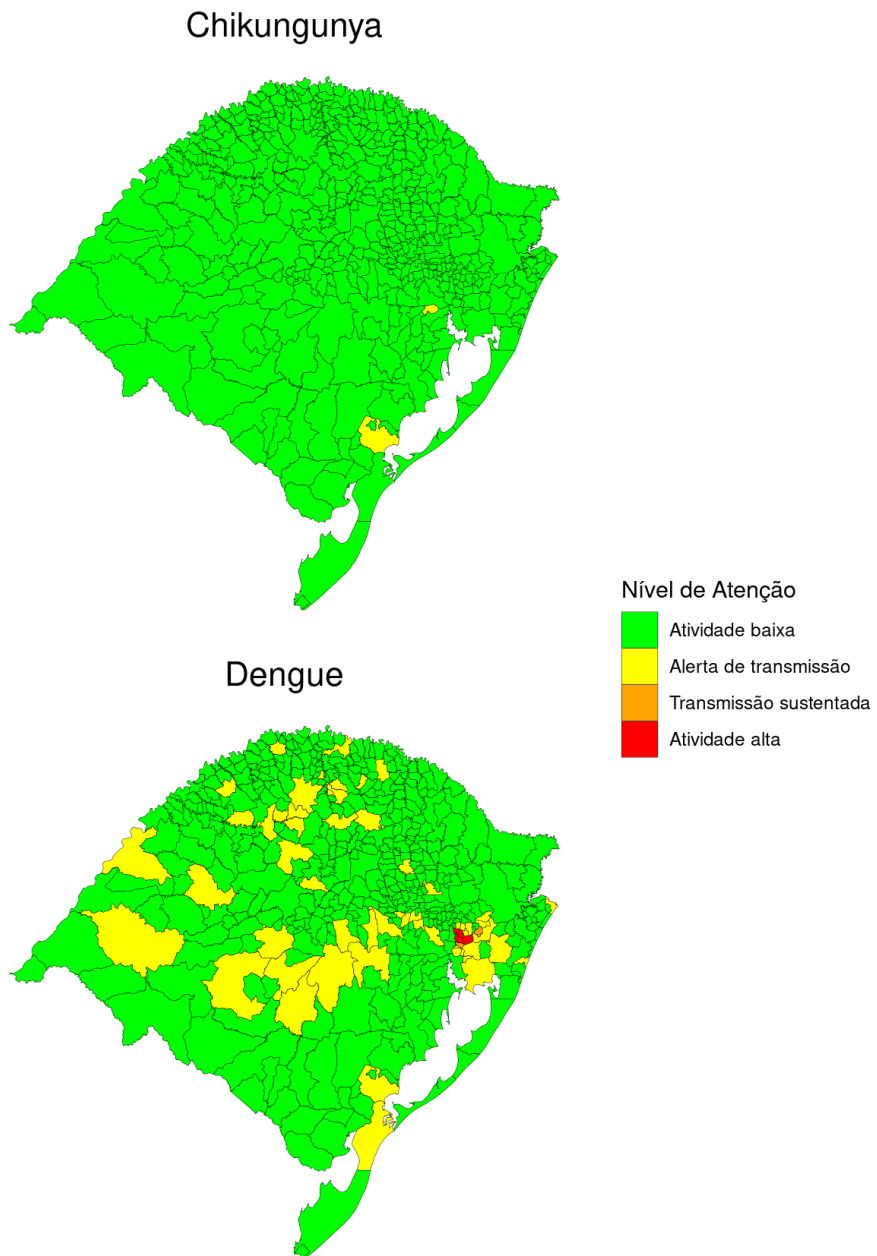 Chikungunya
Nível de Atenção
Atividade baixa
Alerta de transmissão
Transmissão sustentada
Atividade alta
Dengue